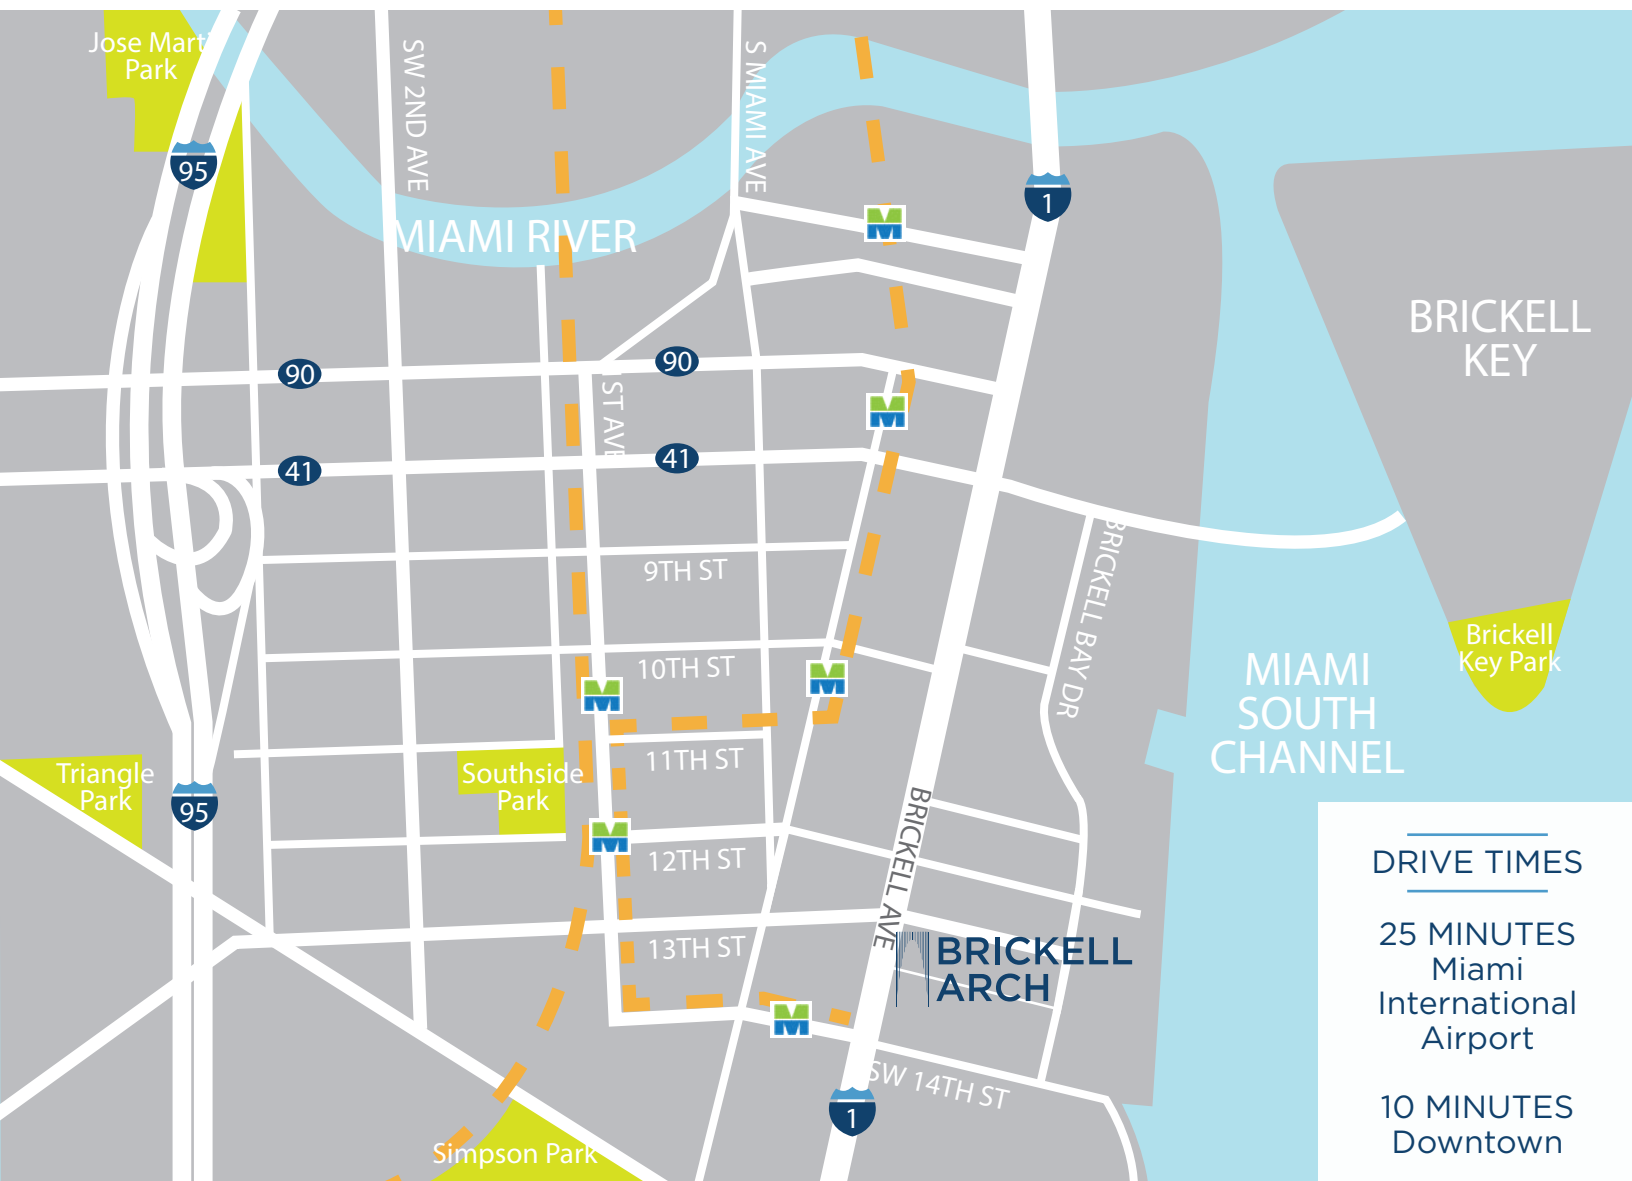 Jose Marti
Park
SW 2ND AVE
S MIAMI AVE
95
1
MIAMI RIVER
BRICKELL
KEY
90
90
ST AVE
41
41
9TH ST
BRICKELL BAY DR
10TH ST
Brickell
Key Park
MIAMI
SOUTH
CHANNEL
11TH ST
Triangle
Park
Southside
Park
95
12TH ST
BRICKELL AVE
13TH ST
BRICKELL
ARCH
SW 14TH ST
1
Simpson Park
DRIVE TIMES
25 MINUTES
Miami
International
Airport
10 MINUTES
Downtown